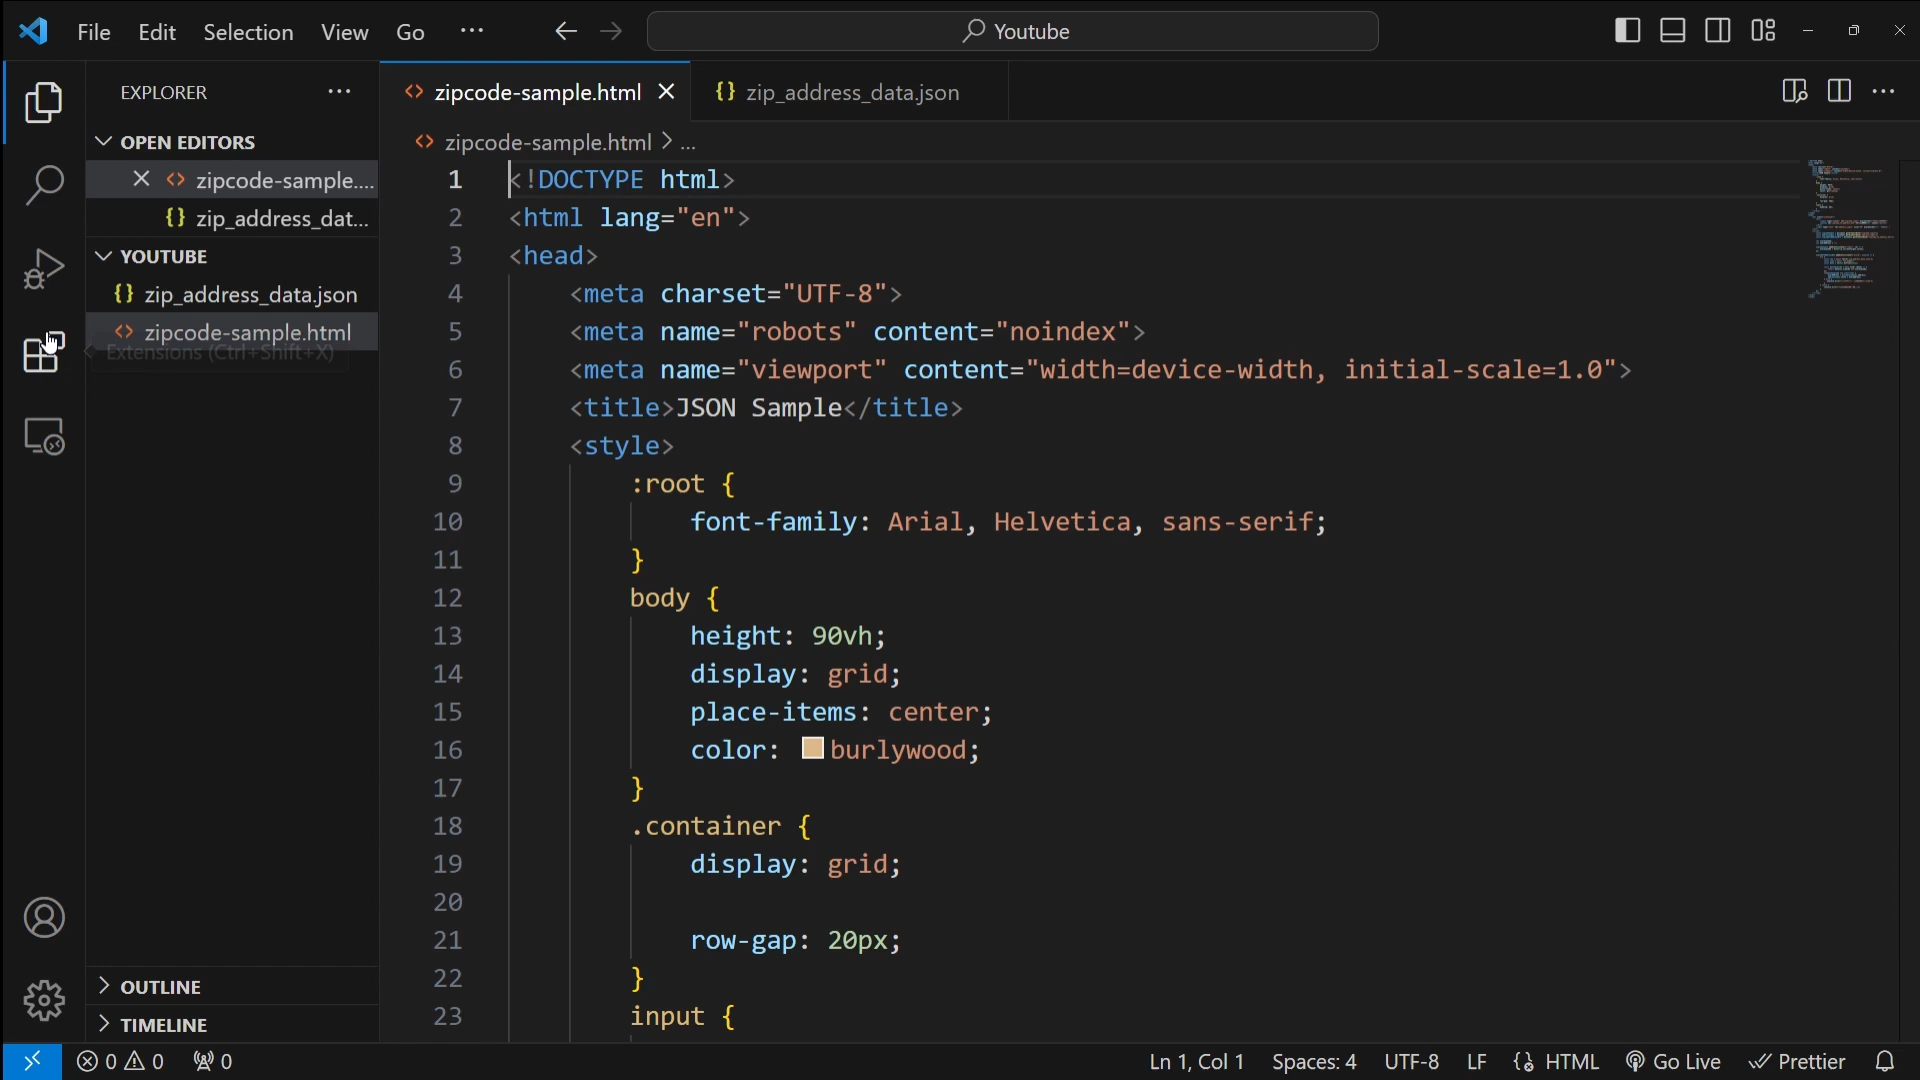 File Edit Selection View Go ··· Youtube
EXPLORER ···
OPEN EDITORS
zipcode-sample....
zip_address_dat...
YOUTUBE
zip_address_data.json
zipcode-sample.html
Extensions (Ctrl+Shift+X)
OUTLINE
TIMELINE
zipcode-sample.html zip_address_data.json
zipcode-sample.html > ...
1 <!DOCTYPE html>
2 <html lang="en">
3 <head>
4 <meta charset="UTF-8">
5 <meta name="robots" content="noindex">
6 <meta name="viewport" content="width=device-width, initial-scale=1.0">
7 <title>JSON Sample</title>
8 <style>
9 :root {
10 font-family: Arial, Helvetica, sans-serif;
11 }
12 body {
13 height: 90vh;
14 display: grid;
15 place-items: center;
16 color: burlywood;
17 }
18 .container {
19 display: grid;
20
21 row-gap: 20px;
22 }
23 input {
0 0 0 Ln 1, Col 1 Spaces: 4 UTF-8 LF HTML Go Live Prettier